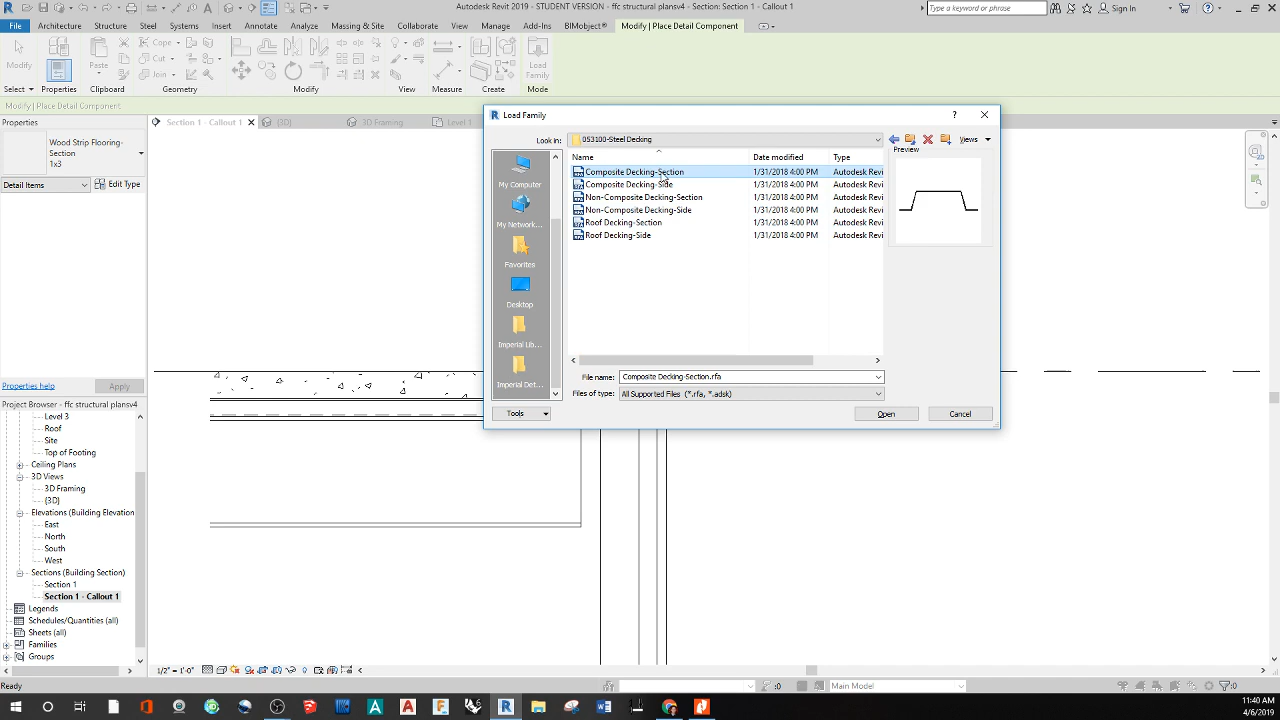 Autodesk Revit 2019 - STUDENT VERSION - ffc structural plansv4 - Section: Section 1 - Callout 1
Type a keyword or phrase
Sign In
File Architecture Structure Steel Systems Insert Annotate Analyze Massing & Site Collaborate View Manage Add-Ins BIMobject® Modify | Place Detail Component
Modify Paste Cope Cut Join Load Family
Select Properties Clipboard Geometry Modify View Measure Create Mode
Modify | Place Detail Component
Properties
Section 1 - Callout 1 {3D} 3D Framing Level 1
Wood Strip Flooring-Section
1x3
Detail Items Edit Type
Properties help Apply
Project Browser - ffc structural plansv4
Level 3
Roof
Site
Top of Footing
Ceiling Plans
3D Views
3D Framing
{3D}
Elevations (Building Elevation
East
North
South
West
Sections (Building Section)
Section 1
Section 1 - Callout 1
Legends
Schedules/Quantities (all)
Sheets (all)
Families
Groups
Load Family
Look in: 053100-Steel Decking Views
My Computer
My Network...
Favorites
Desktop
Imperial Lib...
Imperial Det...
Name Date modified Type
Composite Decking-Section 1/31/2018 4:00 PM Autodesk Revi
Composite Decking-Side 1/31/2018 4:00 PM Autodesk Revi
Non-Composite Decking-Section 1/31/2018 4:00 PM Autodesk Revi
Non-Composite Decking-Side 1/31/2018 4:00 PM Autodesk Revi
Roof Decking-Section 1/31/2018 4:00 PM Autodesk Revi
Roof Decking-Side 1/31/2018 4:00 PM Autodesk Revi
Preview
File name: Composite Decking-Section.rfa
Files of type: All Supported Files (*.rfa, *.adsk)
Tools Open Cancel
1/2" = 1'-0"
Ready
:0
Main Model
:0
11:40 AM
4/6/2019